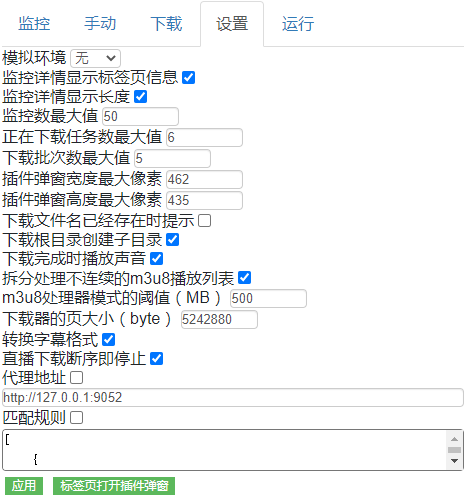 监控 手动 下载 设置 运行
模拟环境 无
监控详情显示标签页信息
监控详情显示长度
监控数最大值 50
正在下载任务数最大值 6
下载批次数最大值 5
插件弹窗宽度最大像素 462
插件弹窗高度最大像素 435
下载文件名已经存在时提示
下载根目录创建子目录
下载完成时播放声音
拆分处理不连续的m3u8播放列表
m3u8处理器模式的阈值（MB） 500
下载器的页大小（byte） 5242880
转换字幕格式
直播下载断序即停止
代理地址
http://127.0.0.1:9052
匹配规则
[
{
应用 标签页打开插件弹窗